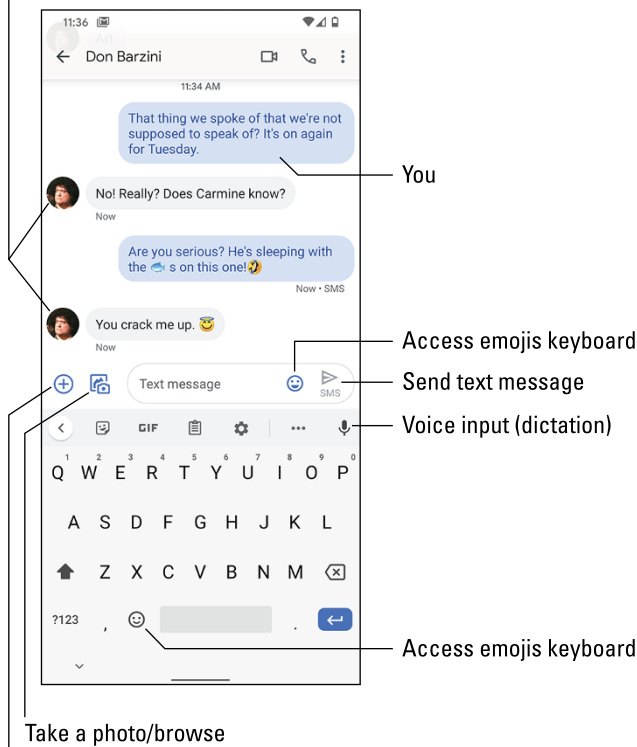 11:36
Art
Don Barzini
11:34 AM
That thing we spoke of that we're not
supposed to speak of? It's on again
for Tuesday.
You
No! Really? Does Carmine know?
Now
Are you serious? He's sleeping with
the 🐟 s on this one!🤣
Now • SMS
You crack me up. 😇
Now
Access emojis keyboard
Text message
SMS
Send text message
GIF
Voice input (dictation)
1 2 3 4 5 6 7 8 9 0
Q W E R T Y U I O P
A S D F G H J K L
Z X C V B N M
?123 , .
Access emojis keyboard
Take a photo/browse